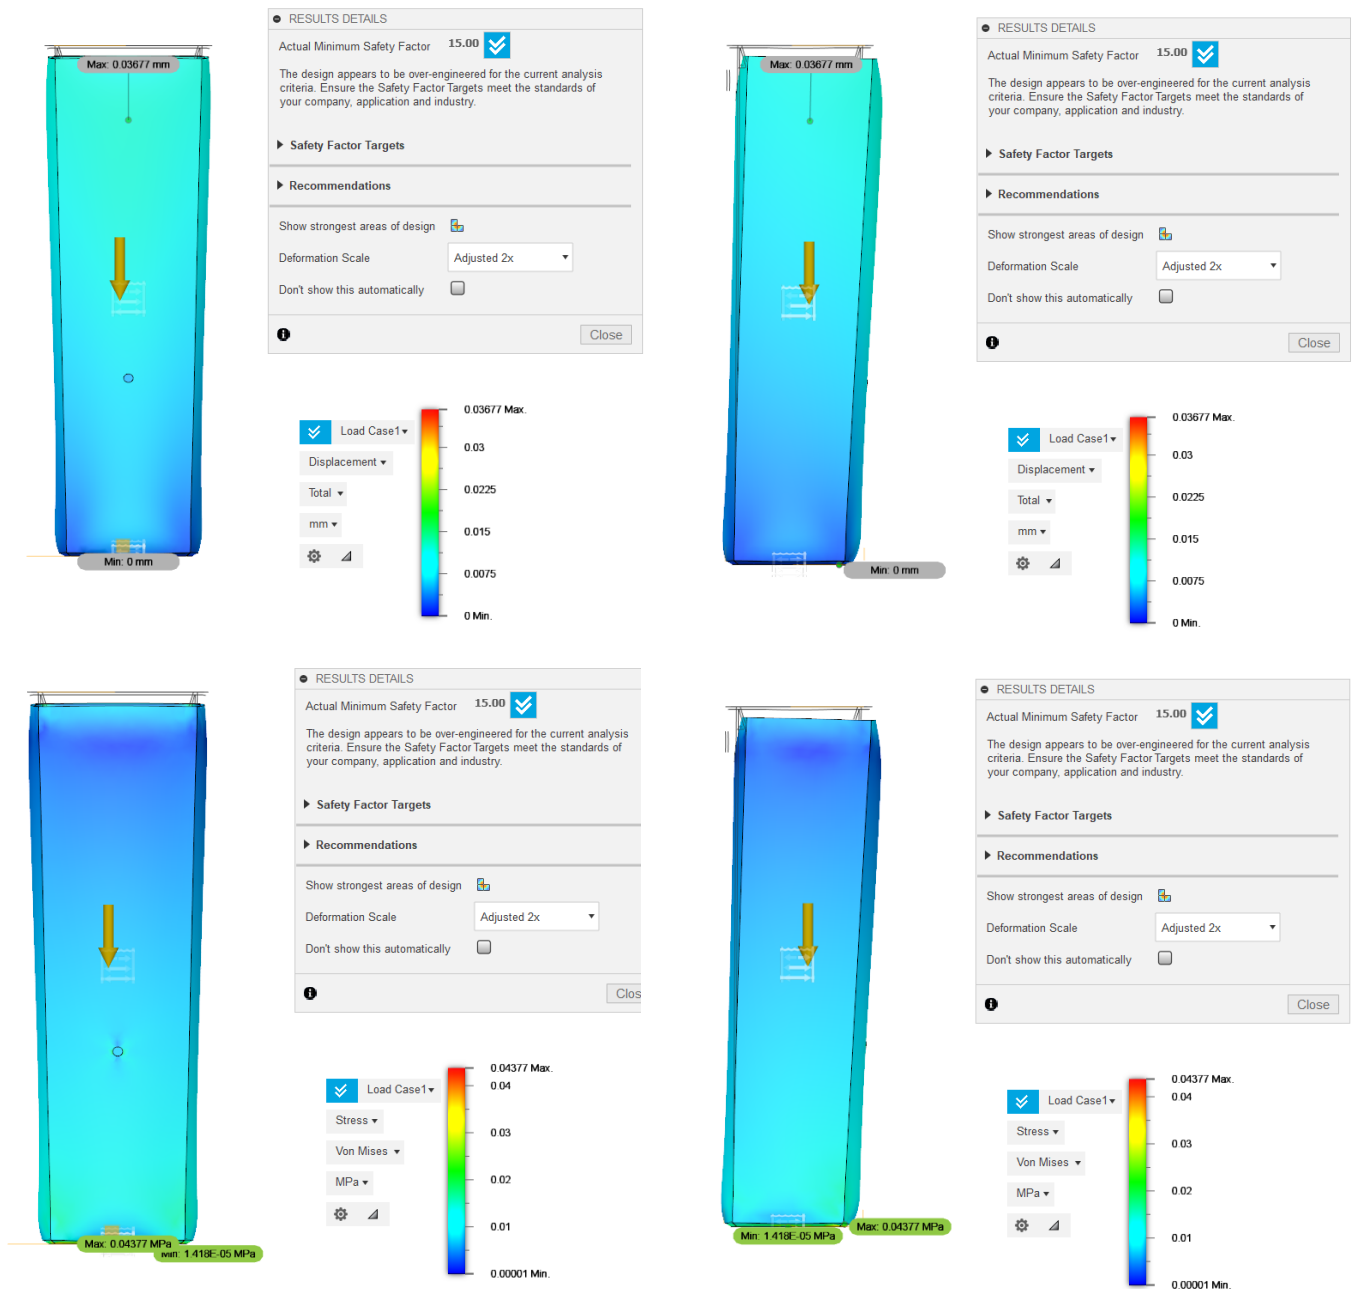 RESULTS DETAILS
Actual Minimum Safety Factor 15.00
The design appears to be over-engineered for the current analysis
criteria. Ensure the Safety Factor Targets meet the standards of
your company, application and industry.
Safety Factor Targets
Recommendations
Show strongest areas of design
Deformation Scale Adjusted 2x
Don't show this automatically
Close
Max: 0.03677 mm
Min: 0 mm
Load Case1
Displacement
Total
mm
0.03677 Max.
0.03
0.0225
0.015
0.0075
0 Min.
RESULTS DETAILS
Actual Minimum Safety Factor 15.00
The design appears to be over-engineered for the current analysis
criteria. Ensure the Safety Factor Targets meet the standards of
your company, application and industry.
Safety Factor Targets
Recommendations
Show strongest areas of design
Deformation Scale Adjusted 2x
Don't show this automatically
Close
Max: 0.03677 mm
Min: 0 mm
Load Case1
Displacement
Total
mm
0.03677 Max.
0.03
0.0225
0.015
0.0075
0 Min.
RESULTS DETAILS
Actual Minimum Safety Factor 15.00
The design appears to be over-engineered for the current analysis
criteria. Ensure the Safety Factor Targets meet the standards of
your company, application and industry.
Safety Factor Targets
Recommendations
Show strongest areas of design
Deformation Scale Adjusted 2x
Don't show this automatically
Clos
Max: 0.04377 MPa
Min: 1.418E-05 MPa
Load Case1
Stress
Von Mises
MPa
0.04377 Max.
0.04
0.03
0.02
0.01
0.00001 Min.
RESULTS DETAILS
Actual Minimum Safety Factor 15.00
The design appears to be over-engineered for the current analysis
criteria. Ensure the Safety Factor Targets meet the standards of
your company, application and industry.
Safety Factor Targets
Recommendations
Show strongest areas of design
Deformation Scale Adjusted 2x
Don't show this automatically
Close
Max: 0.04377 MPa
Min: 1.418E-05 MPa
Load Case1
Stress
Von Mises
MPa
0.04377 Max.
0.04
0.03
0.02
0.01
0.00001 Min.